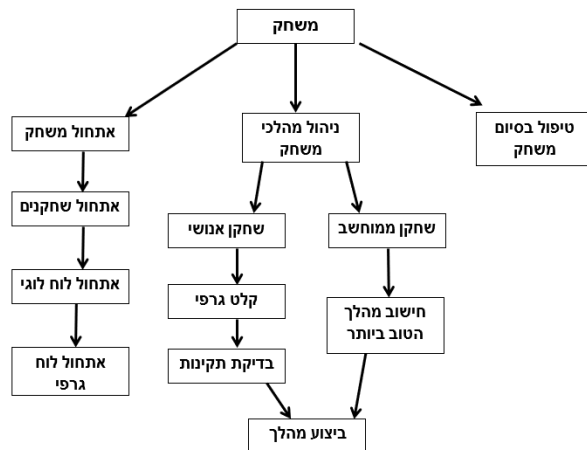 משחק
טיפול בסיום
משחק
ניהול מהלכי
משחק
אתחול משחק
אתחול שחקנים
אתחול לוח לוגי
אתחול לוח
גרפי
שחקן ממוחשב
שחקן אנושי
חישוב מהלך
הטוב ביותר
קלט גרפי
בדיקת תקינות
ביצוע מהלך